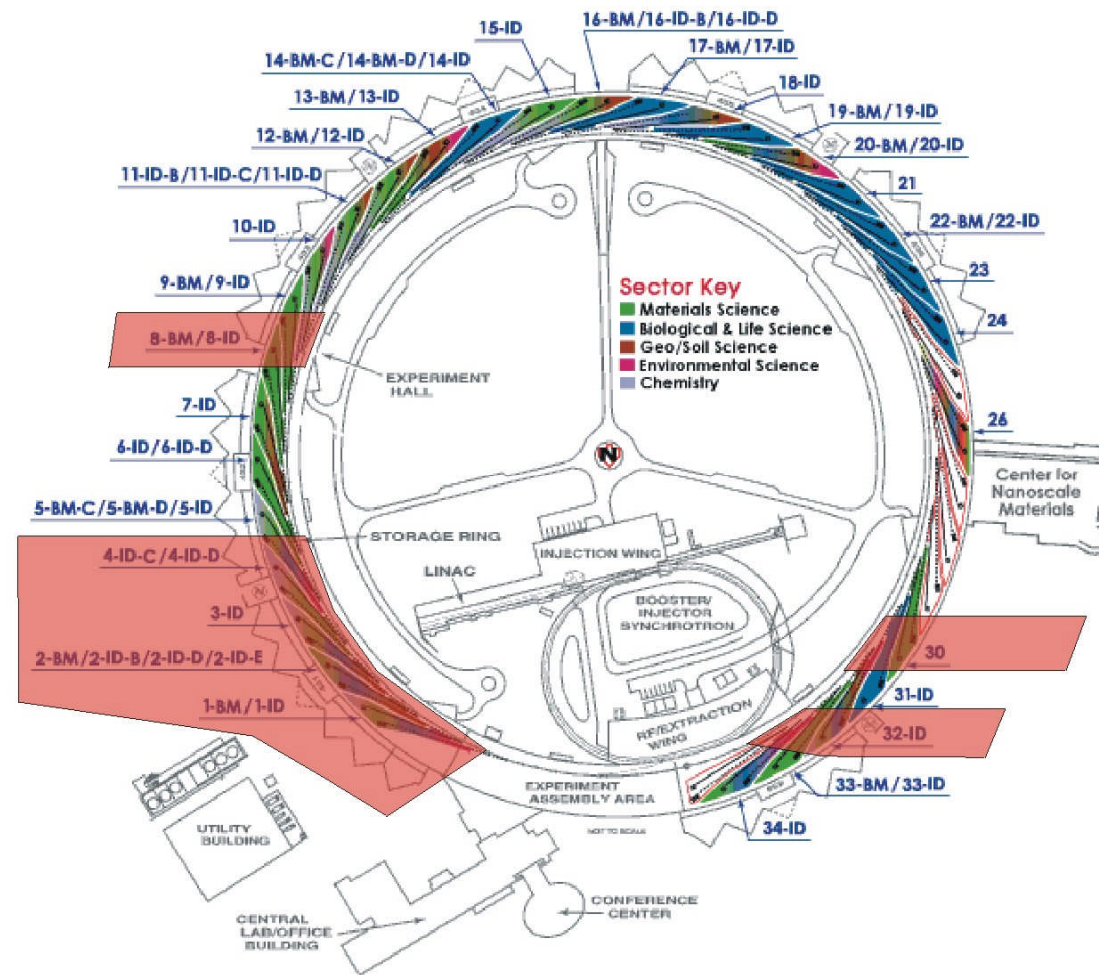 16-BM/16-ID-B/16-ID-D
15-ID
17-BM/17-ID
14-BM-C/14-BM-D/14-ID
18-ID
13-BM/13-ID
19-BM/19-ID
12-BM/12-ID
20-BM/20-ID
11-ID-B/11-ID-C/11-ID-D
21
10-ID
22-BM/22-ID
9-BM/9-ID
23
Sector Key
Materials Science
Biological & Life Science
Geo/Soil Science
Environmental Science
Chemistry
24
8-BM/8-ID
EXPERIMENT
HALL
7-ID
26
6-ID/6-ID-D
N
Center for
Nanoscale
Materials
5-BM-C/5-BM-D/5-ID
STORAGE RING
INJECTION WING
4-ID-C/4-ID-D
LINAC
BOOSTER/
INJECTOR
SYNCHROTRON
3-ID
2-BM/2-ID-B/2-ID-D/2-ID-E
30
31-ID
1-BM/1-ID
RF/EXTRACTION
WING
32-ID
EXPERIMENT
ASSEMBLY AREA
33-BM/33-ID
34-ID
NOT TO SCALE
UTILITY
BUILDING
CONFERENCE
CENTER
CENTRAL
LAB/OFFICE
BUILDING